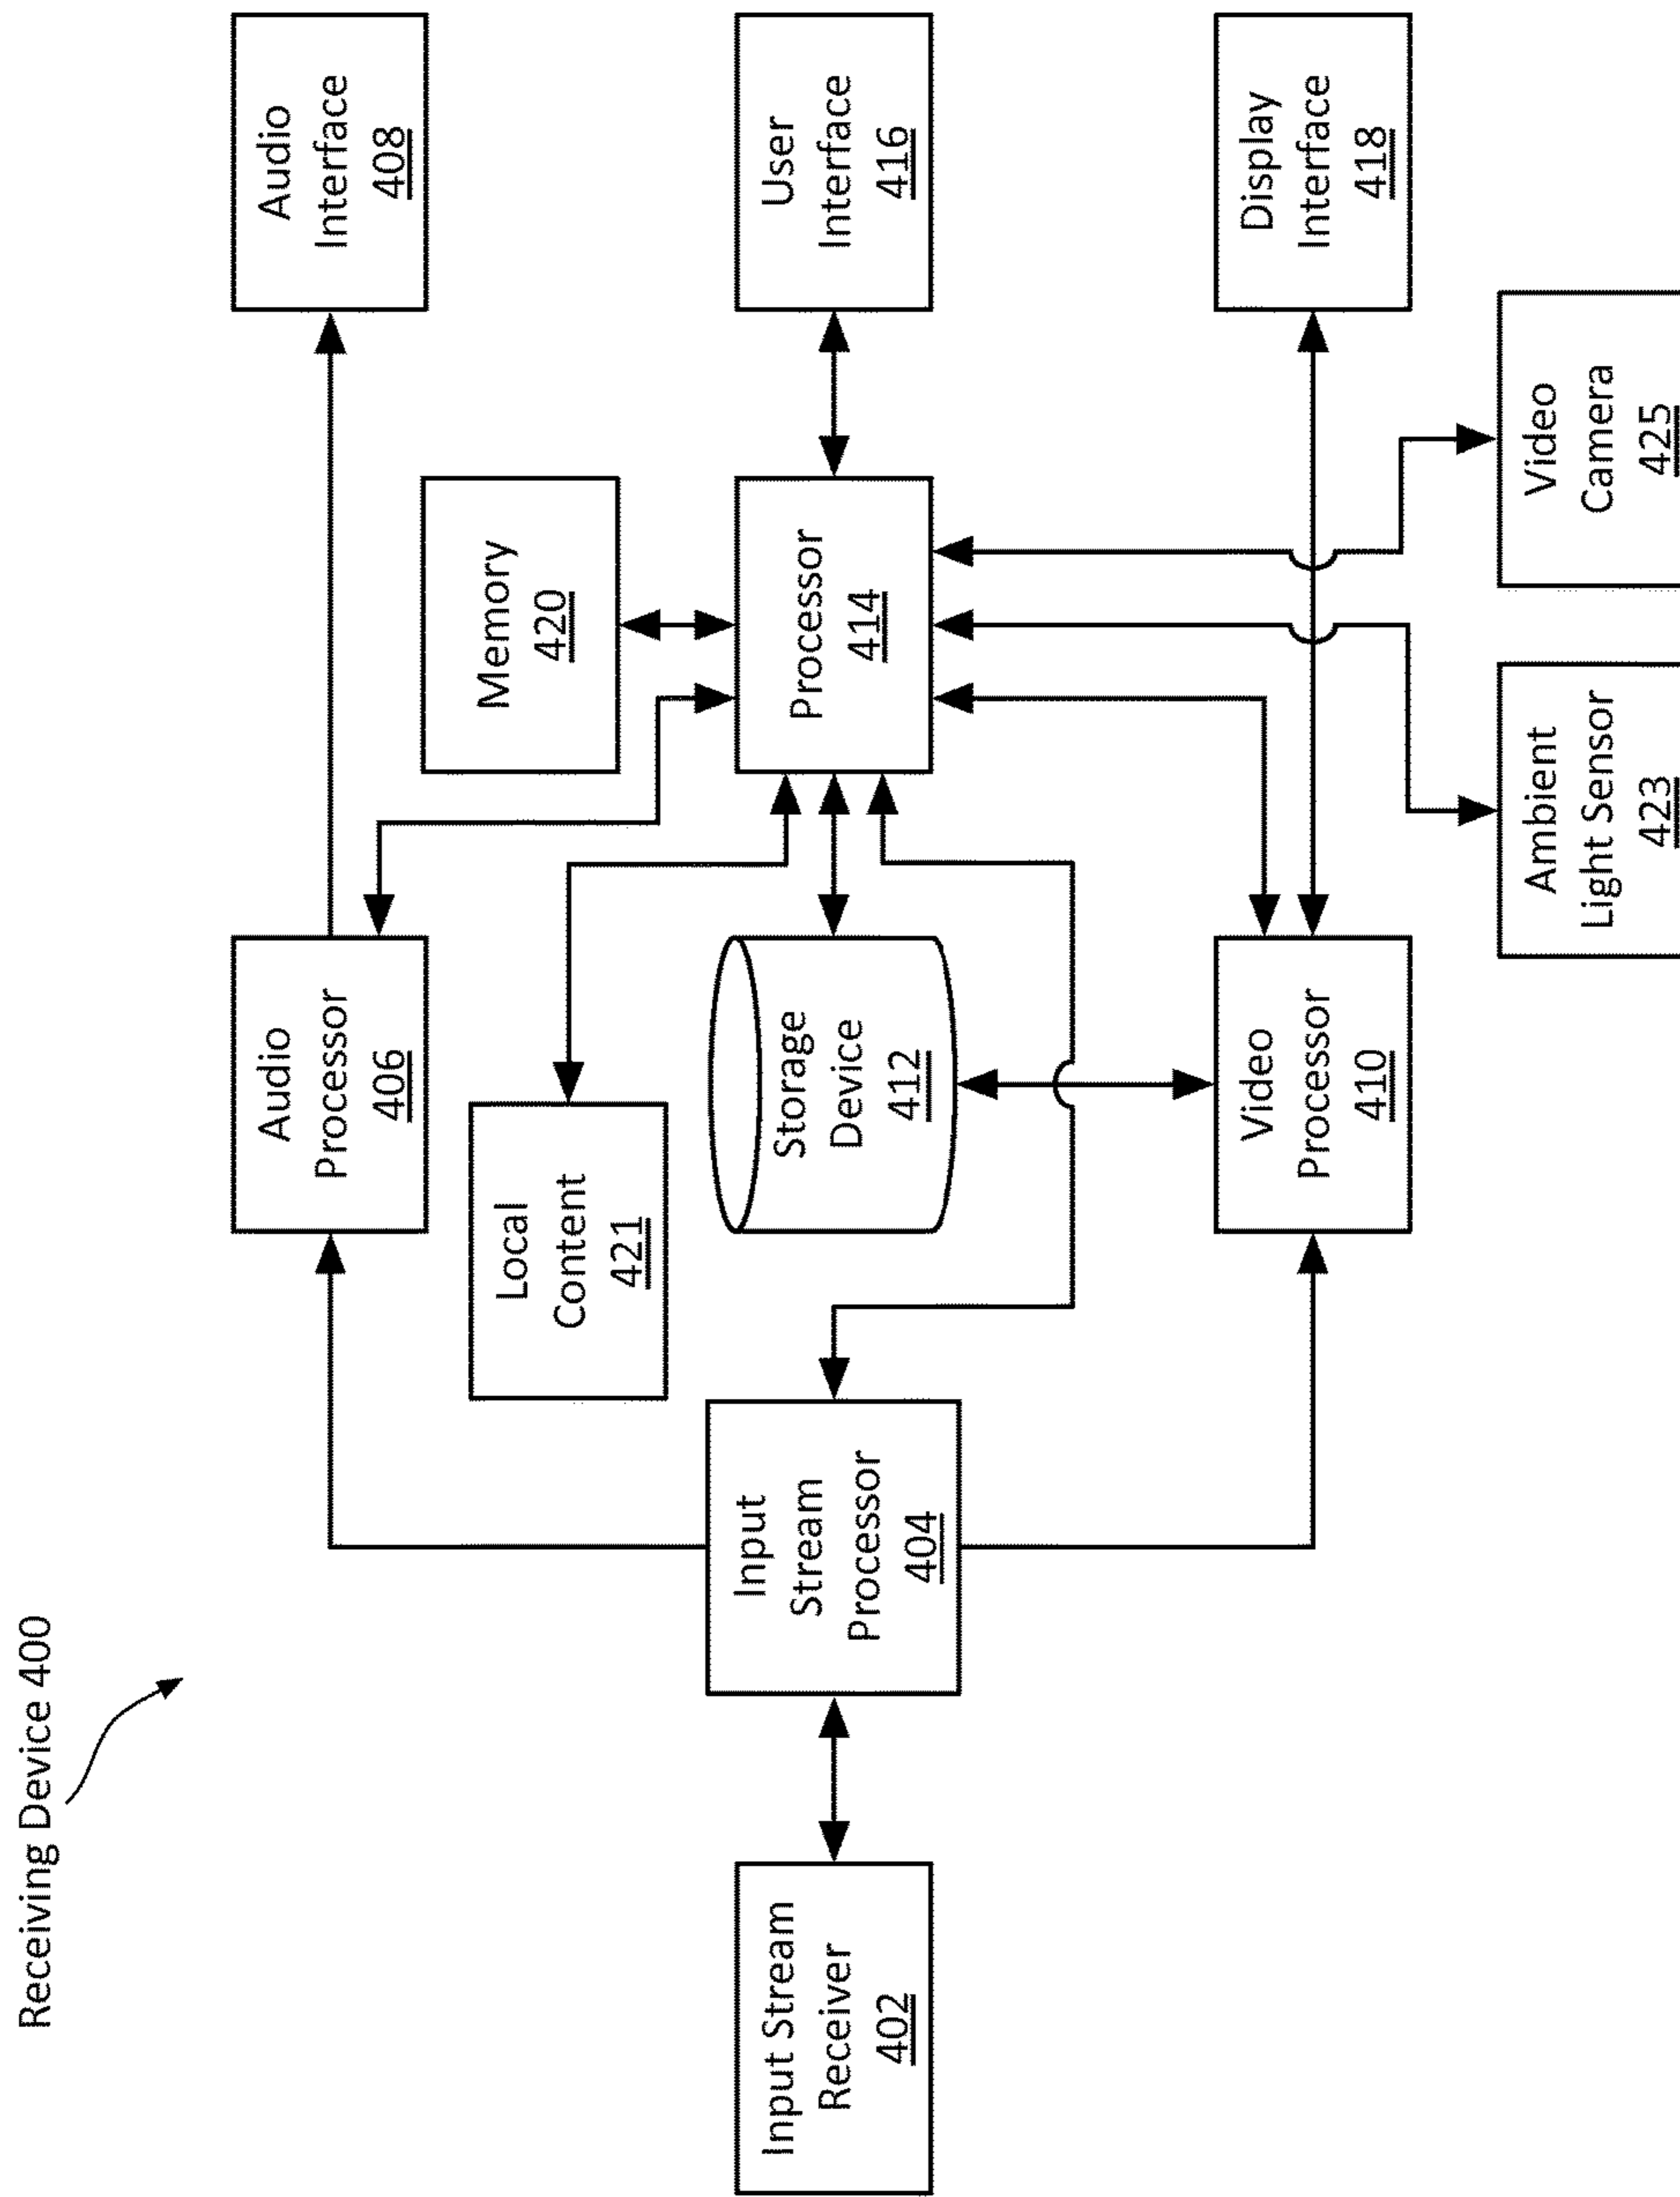 Receiving Device 400
Audio
Processor
406
Audio
Interface
408
Local
Content
421
Memory
420
Input Stream
Receiver
402
Input
Stream
Processor
404
Storage
Device
412
Processor
414
User
Interface
416
Video
Processor
410
Display
Interface
418
Ambient
Light Sensor
423
Video
Camera
425